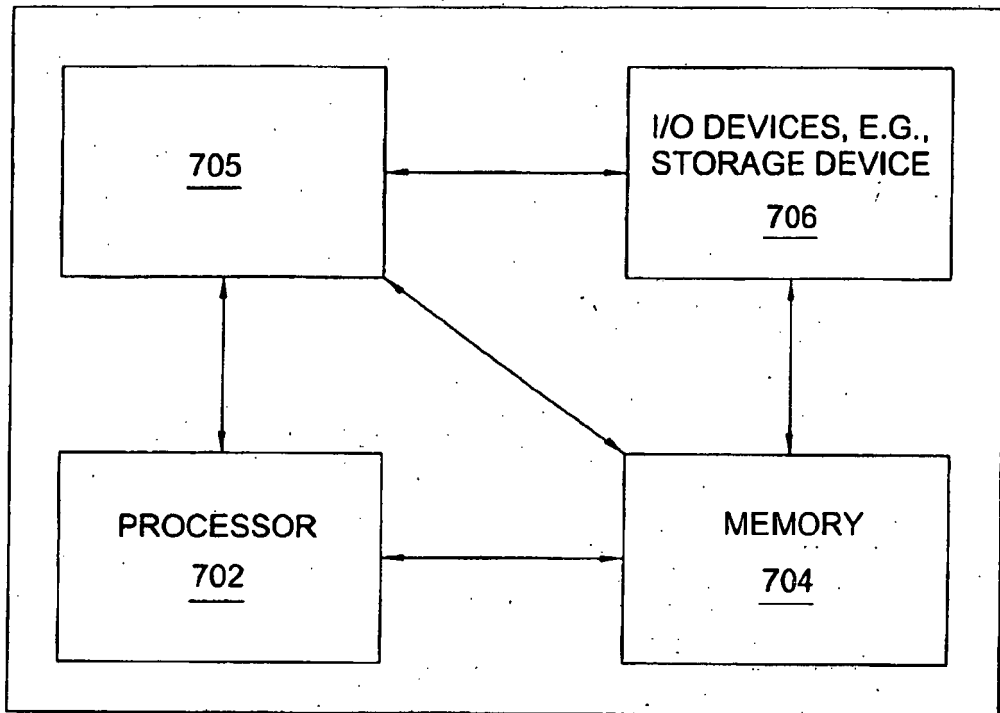 705
I/O DEVICES, E.G.,
STORAGE DEVICE
706
PROCESSOR
702
MEMORY
704